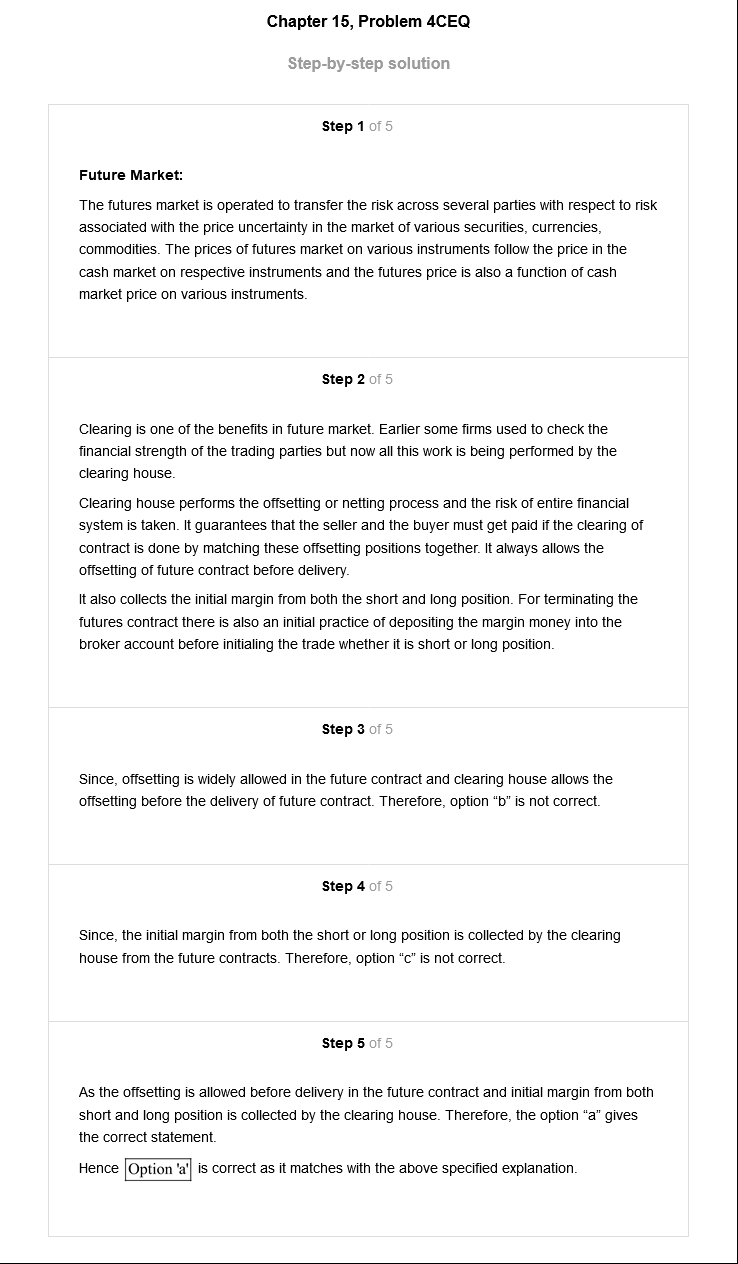 Chapter 15, Problem 4CEQ
Step-by-step solution
Step 1 of 5
Future Market:
The futures market is operated to transfer the risk across several parties with respect to risk
associated with the price uncertainty in the market of various securities, currencies,
commodities. The prices of futures market on various instruments follow the price in the
cash market on respective instruments and the futures price is also a function of cash
market price on various instruments.
Step 2 of 5
Clearing is one of the benefits in future market. Earlier some firms used to check the
financial strength of the trading parties but now all this work is being performed by the
clearing house.
Clearing house performs the offsetting or netting process and the risk of entire financial
system is taken. It guarantees that the seller and the buyer must get paid if the clearing of
contract is done by matching these offsetting positions together. It always allows the
offsetting of future contract before delivery.
It also collects the initial margin from both the short and long position. For terminating the
futures contract there is also an initial practice of depositing the margin money into the
broker account before initialing the trade whether it is short or long position.
Step 3 of 5
Since, offsetting is widely allowed in the future contract and clearing house allows the
offsetting before the delivery of future contract. Therefore, option “b” is not correct.
Step 4 of 5
Since, the initial margin from both the short or long position is collected by the clearing
house from the future contracts. Therefore, option “c” is not correct.
Step 5 of 5
As the offsetting is allowed before delivery in the future contract and initial margin from both
short and long position is collected by the clearing house. Therefore, the option “a” gives
the correct statement.
Hence Option 'a' is correct as it matches with the above specified explanation.